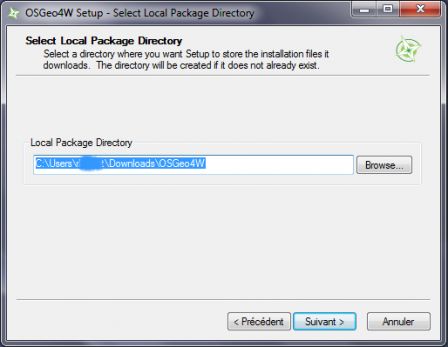 OSGeo4W Setup - Select Local Package Directory
Select Local Package Directory
Select a directory where you want Setup to store the installation files it
downloads. The directory will be created if it does not already exist.
Local Package Directory
C:\Users\ \Downloads\OSGeo4W
Browse...
< Précédent
Suivant >
Annuler